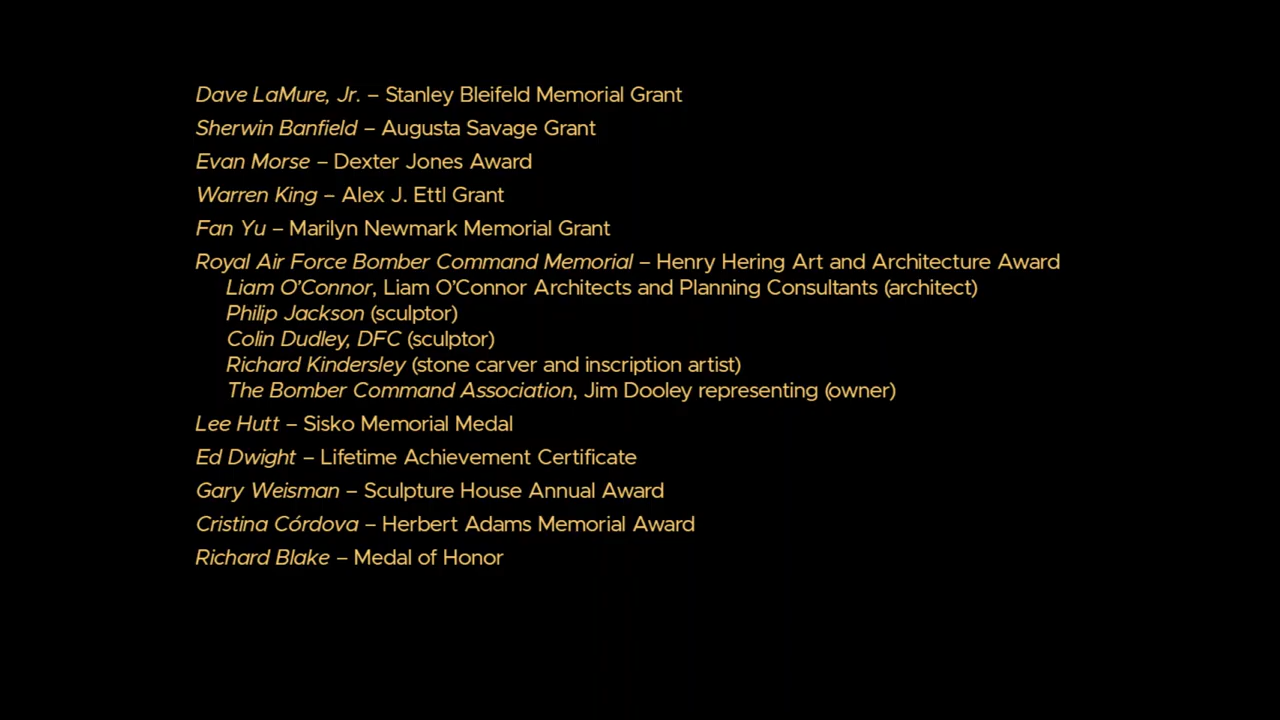 Dave LaMure, Jr. – Stanley Bleifeld Memorial Grant
Sherwin Banfield – Augusta Savage Grant
Evan Morse – Dexter Jones Award
Warren King – Alex J. Ettl Grant
Fan Yu – Marilyn Newmark Memorial Grant
Royal Air Force Bomber Command Memorial – Henry Hering Art and Architecture Award
Liam O'Connor, Liam O'Connor Architects and Planning Consultants (architect)
Philip Jackson (sculptor)
Colin Dudley, DFC (sculptor)
Richard Kindersley (stone carver and inscription artist)
The Bomber Command Association, Jim Dooley representing (owner)
Lee Hutt – Sisko Memorial Medal
Ed Dwight – Lifetime Achievement Certificate
Gary Weisman – Sculpture House Annual Award
Cristina Córdova – Herbert Adams Memorial Award
Richard Blake – Medal of Honor